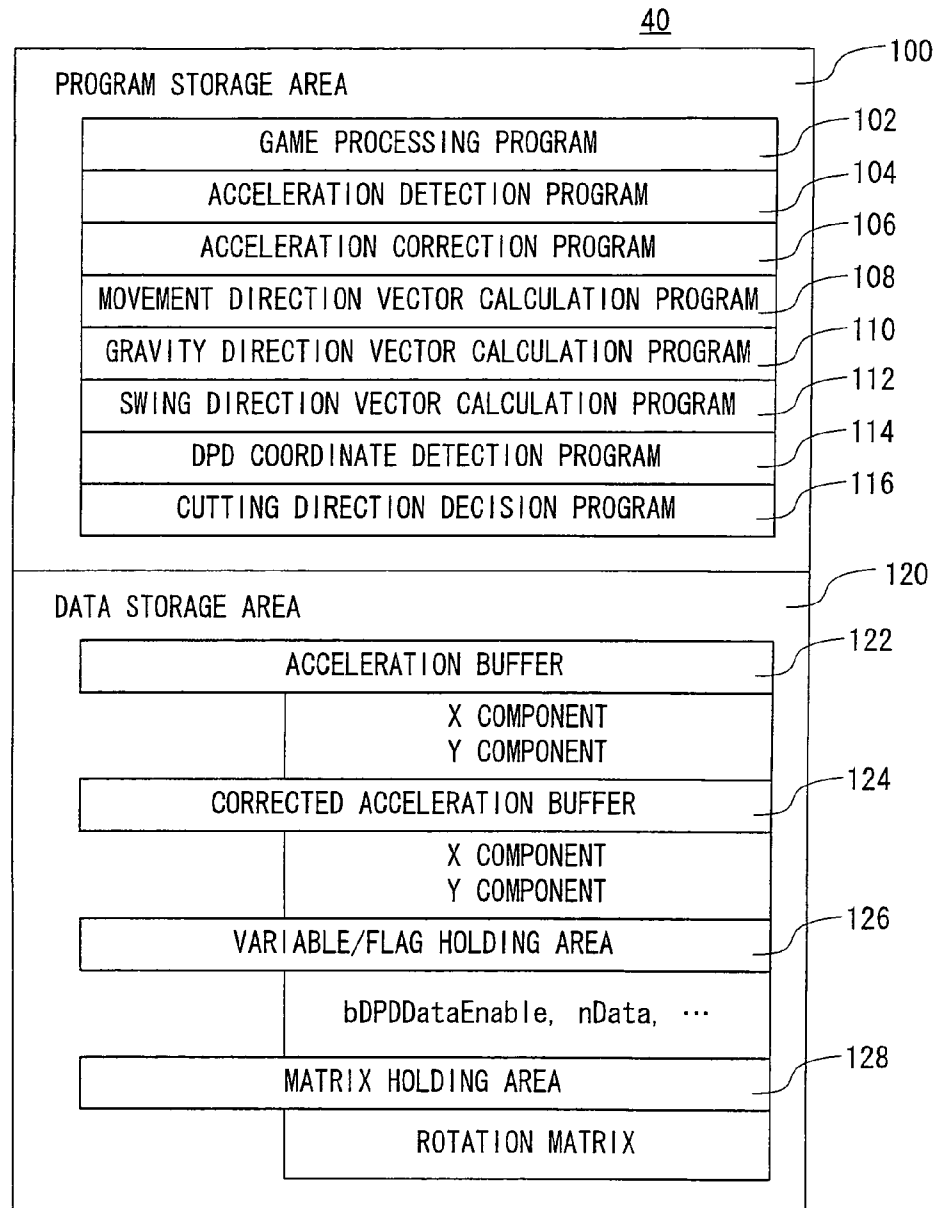 40
100
PROGRAM STORAGE AREA
102
GAME PROCESSING PROGRAM
104
ACCELERATION DETECTION PROGRAM
106
ACCELERATION CORRECTION PROGRAM
108
MOVEMENT DIRECTION VECTOR CALCULATION PROGRAM
110
GRAVITY DIRECTION VECTOR CALCULATION PROGRAM
112
SWING DIRECTION VECTOR CALCULATION PROGRAM
114
DPD COORDINATE DETECTION PROGRAM
116
CUTTING DIRECTION DECISION PROGRAM
120
DATA STORAGE AREA
122
ACCELERATION BUFFER
X COMPONENT
Y COMPONENT
124
CORRECTED ACCELERATION BUFFER
X COMPONENT
Y COMPONENT
126
VARIABLE/FLAG HOLDING AREA
bDPDDataEnable, nData, ···
128
MATRIX HOLDING AREA
ROTATION MATRIX